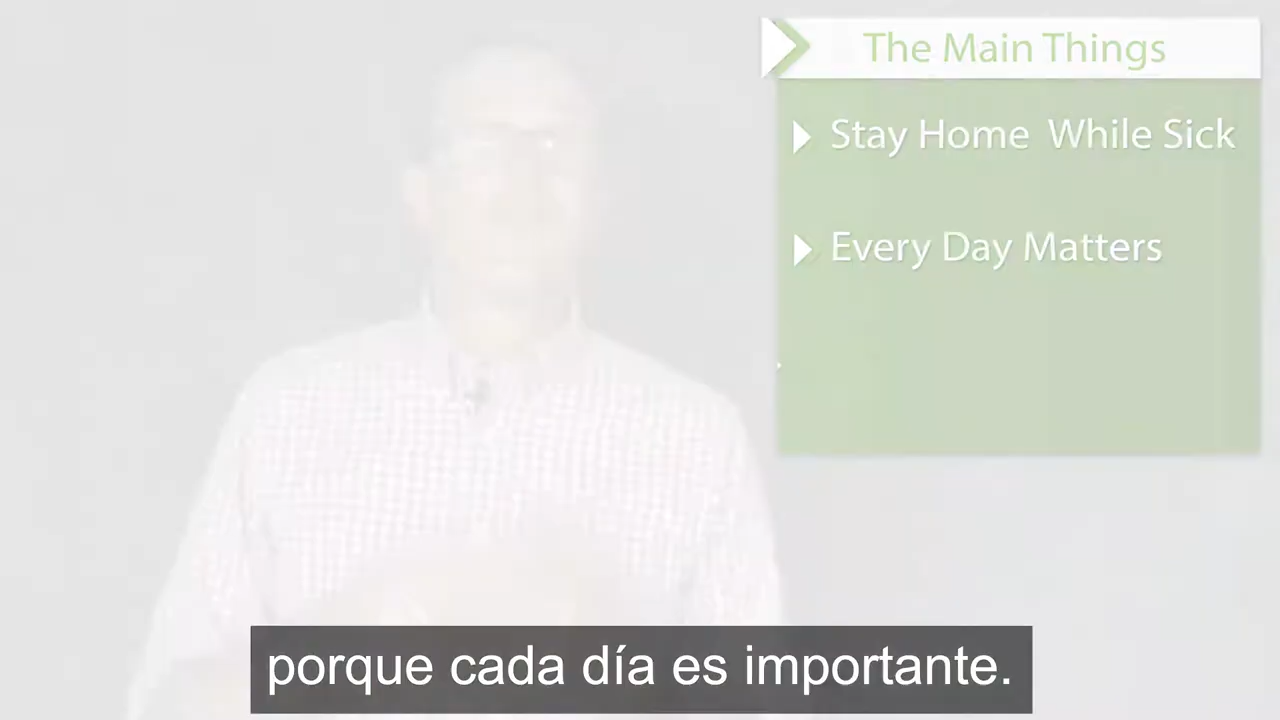 The Main Things
Stay Home While Sick
Every Day Matters
porque cada día es importante.